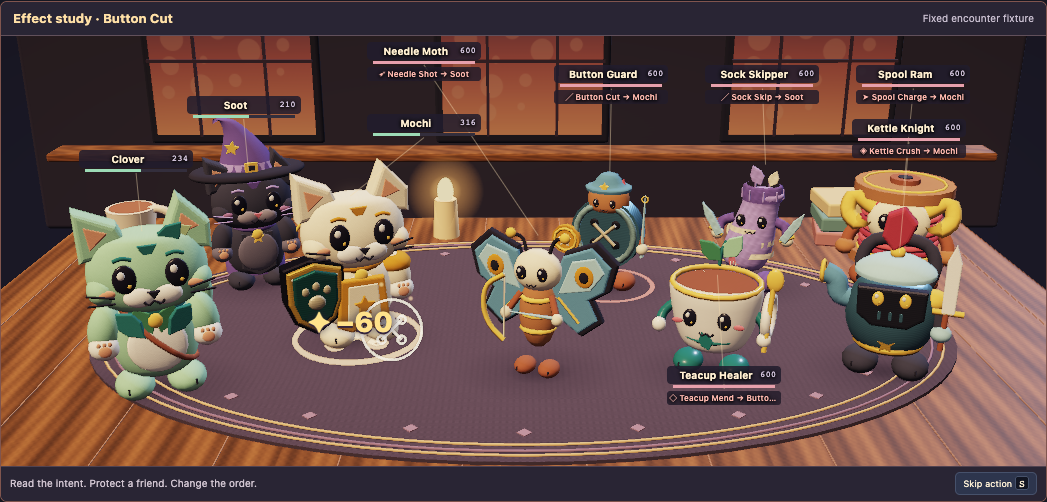 Effect study · Button Cut
Fixed encounter fixture
Needle Moth 600
Needle Shot → Soot
Button Guard 600
Button Cut → Mochi
Sock Skipper 600
Sock Skip → Soot
Spool Ram 600
Spool Charge → Mochi
Soot 210
Mochi 316
Kettle Knight 600
Kettle Crush → Mochi
Clover 234
−60
Teacup Healer 600
Teacup Mend → Butto...
Read the intent. Protect a friend. Change the order.
Skip action S